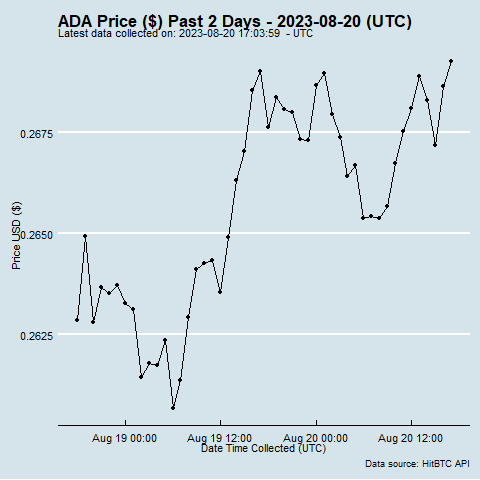 ADA Price ($) Past 2 Days - 2023-08-20 (UTC)
Latest data collected on: 2023-08-20 17:03:59 - UTC
0.2675
0.2650
0.2625
Price USD ($)
Aug 19 00:00 Aug 19 12:00 Aug 20 00:00 Aug 20 12:00
Date Time Collected (UTC)
Data source: HitBTC API